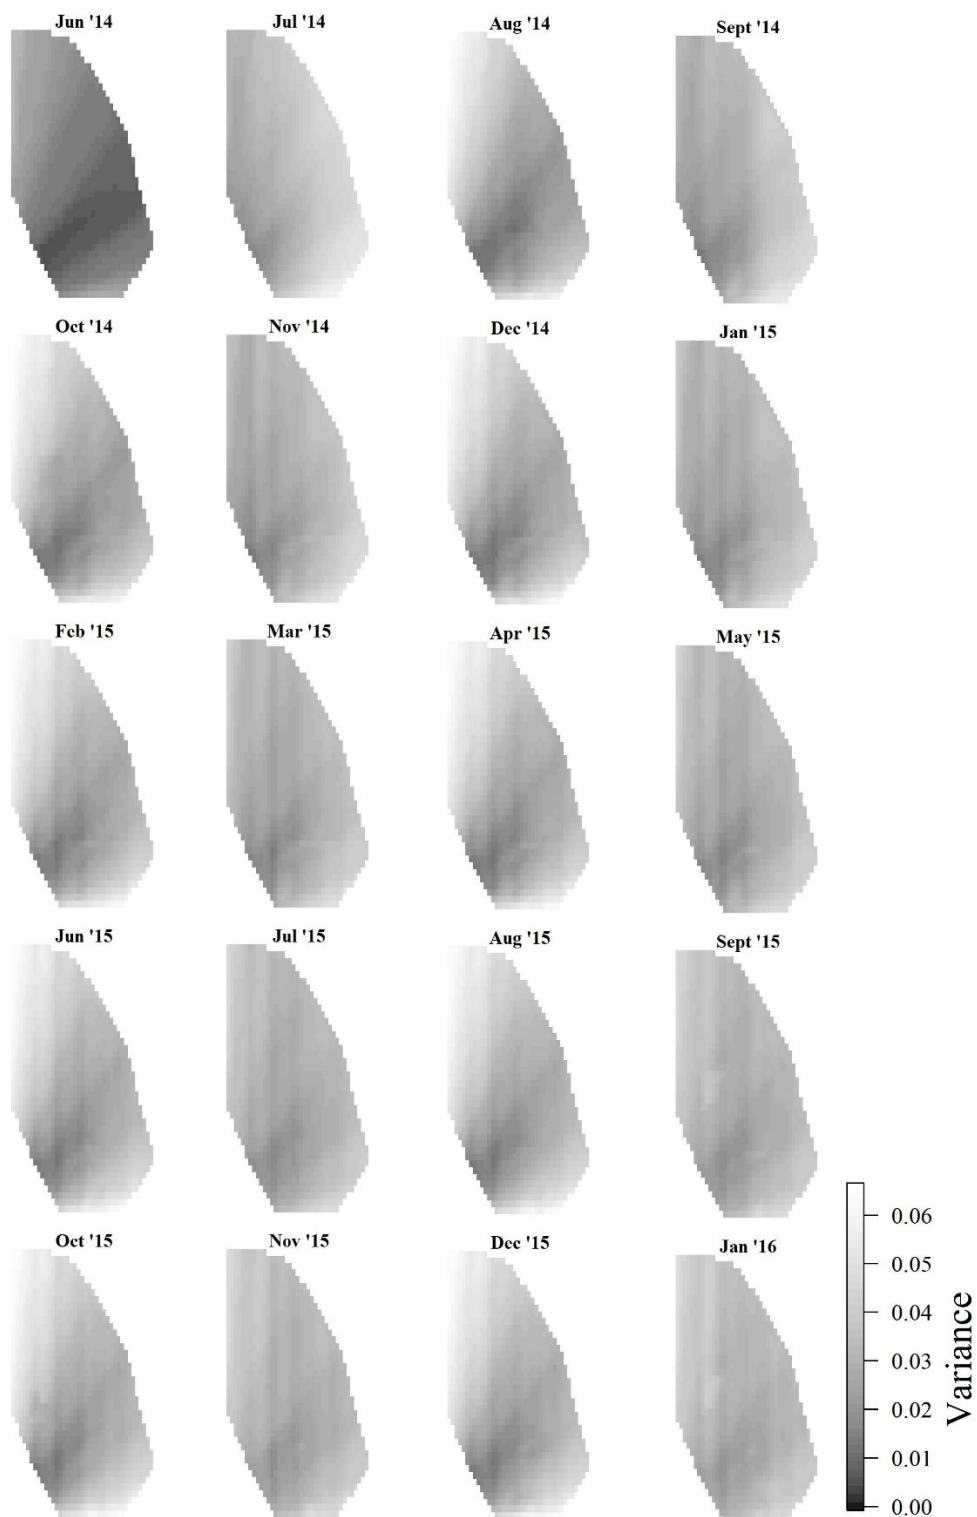 Jun '14
Jul '14
Aug '14
Sept '14
Oct '14
Nov '14
Dec '14
Jan '15
Feb '15
Mar '15
Apr '15
May '15
Jun '15
Jul '15
Aug '15
Sept '15
Oct '15
Nov '15
Dec '15
Jan '16
0.06
0.05
0.04
0.03
0.02
0.01
0.00
Variance